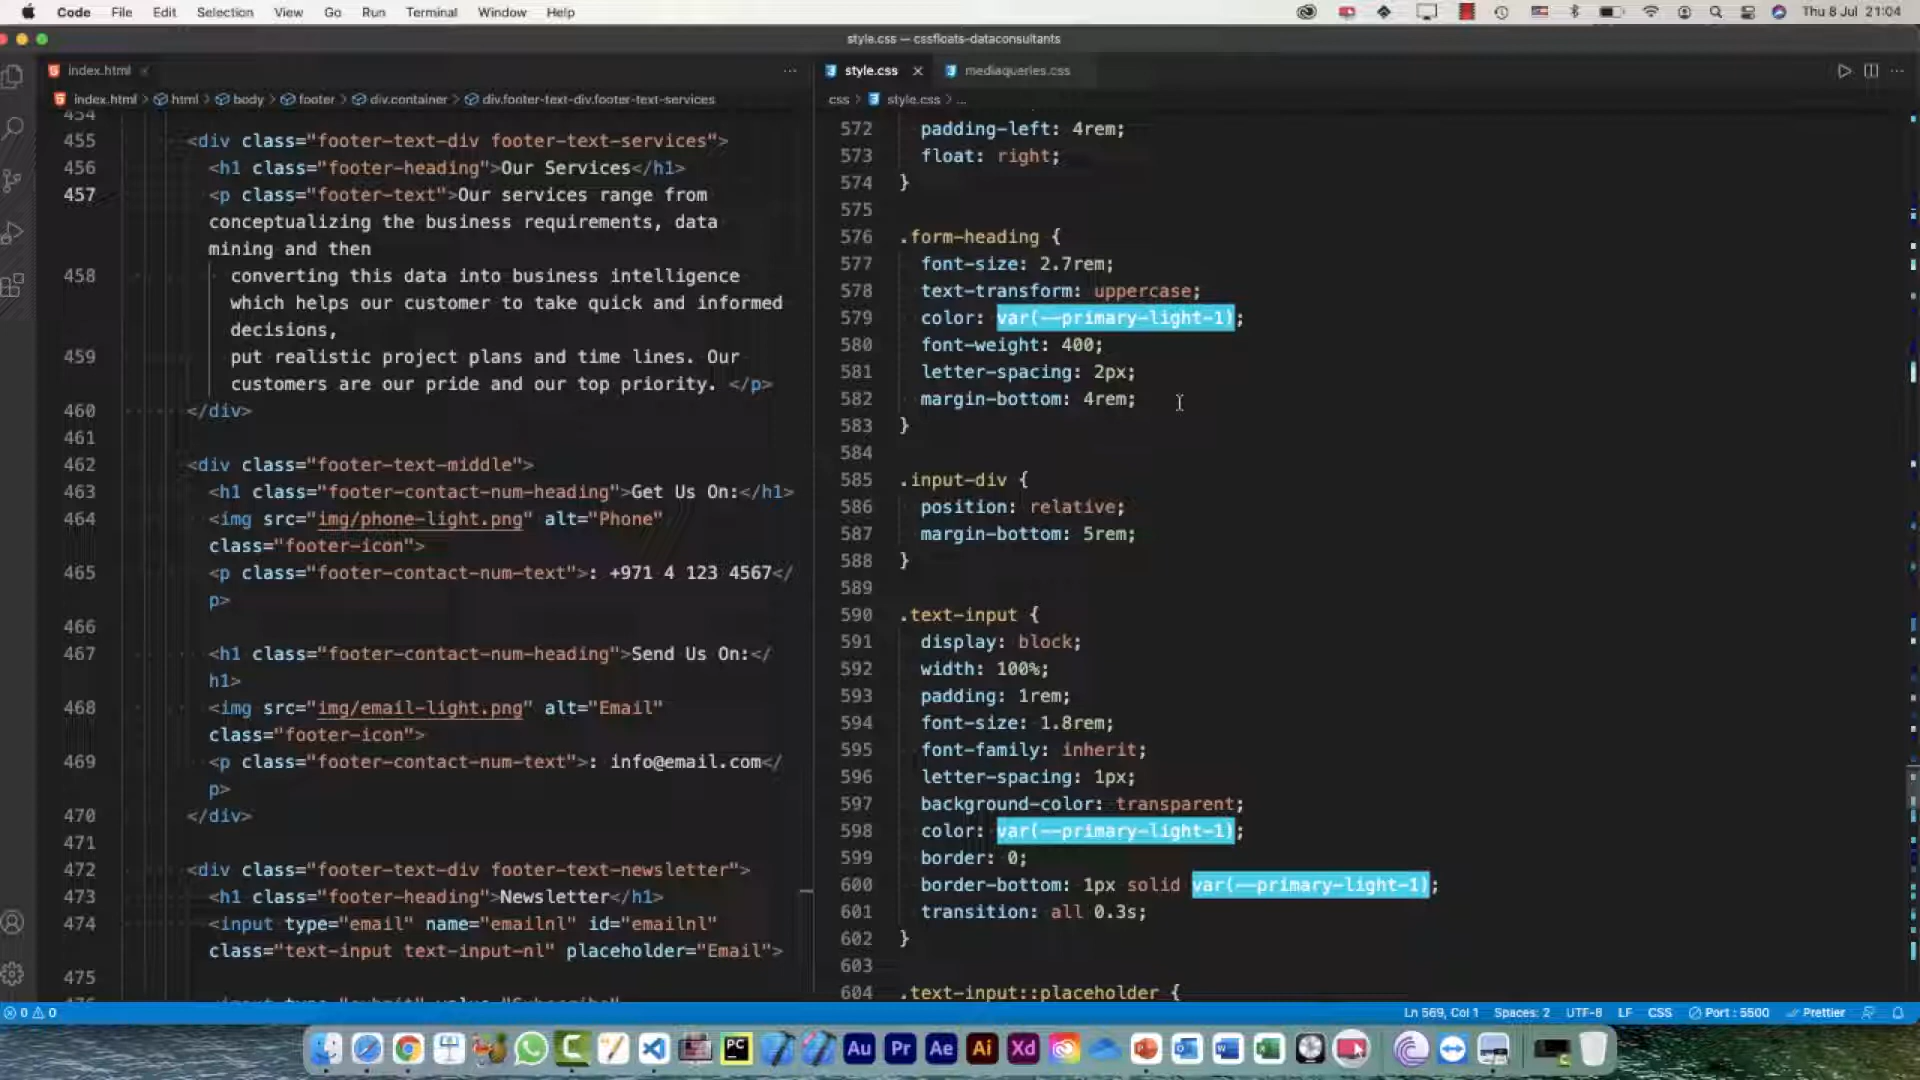 Code File Edit Selection View Go Run Terminal Window Help Thu 8 Jul 21:04
style.css — cssfloats-dataconsultants
index.html
index.html > html > body > footer > div.container > div.footer-text-div.footer-text-services
454
455 <div class="footer-text-div footer-text-services">
456 <h1 class="footer-heading">Our Services</h1>
457 <p class="footer-text">Our services range from
conceptualizing the business requirements, data
mining and then
458 converting this data into business intelligence
which helps our customer to take quick and informed
decisions,
459 put realistic project plans and time lines. Our
customers are our pride and our top priority. </p>
460 </div>
461
462 <div class="footer-text-middle">
463 <h1 class="footer-contact-num-heading">Get Us On:</h1>
464 <img src="img/phone-light.png" alt="Phone"
class="footer-icon">
465 <p class="footer-contact-num-text">: +971 4 123 4567</
p>
466
467 <h1 class="footer-contact-num-heading">Send Us On:</
h1>
468 <img src="img/email-light.png" alt="Email"
class="footer-icon">
469 <p class="footer-contact-num-text">: info@email.com</
p>
470 </div>
471
472 <div class="footer-text-div footer-text-newsletter">
473 <h1 class="footer-heading">Newsletter</h1>
474 <input type="email" name="emailnl" id="emailnl"
class="text-input text-input-nl" placeholder="Email">
475
style.css mediaqueries.css
css > style.css > ...
572 padding-left: 4rem;
573 float: right;
574 }
575
576 .form-heading {
577 font-size: 2.7rem;
578 text-transform: uppercase;
579 color: var(--primary-light-1);
580 font-weight: 400;
581 letter-spacing: 2px;
582 margin-bottom: 4rem;
583 }
584
585 .input-div {
586 position: relative;
587 margin-bottom: 5rem;
588 }
589
590 .text-input {
591 display: block;
592 width: 100%;
593 padding: 1rem;
594 font-size: 1.8rem;
595 font-family: inherit;
596 letter-spacing: 1px;
597 background-color: transparent;
598 color: var(--primary-light-1);
599 border: 0;
600 border-bottom: 1px solid var(--primary-light-1);
601 transition: all 0.3s;
602 }
603
604 .text-input::placeholder {
0 0 Ln 569, Col 1 Spaces: 2 UTF-8 LF CSS Port : 5500 Prettier
PC Au Pr Ae Ai Xd